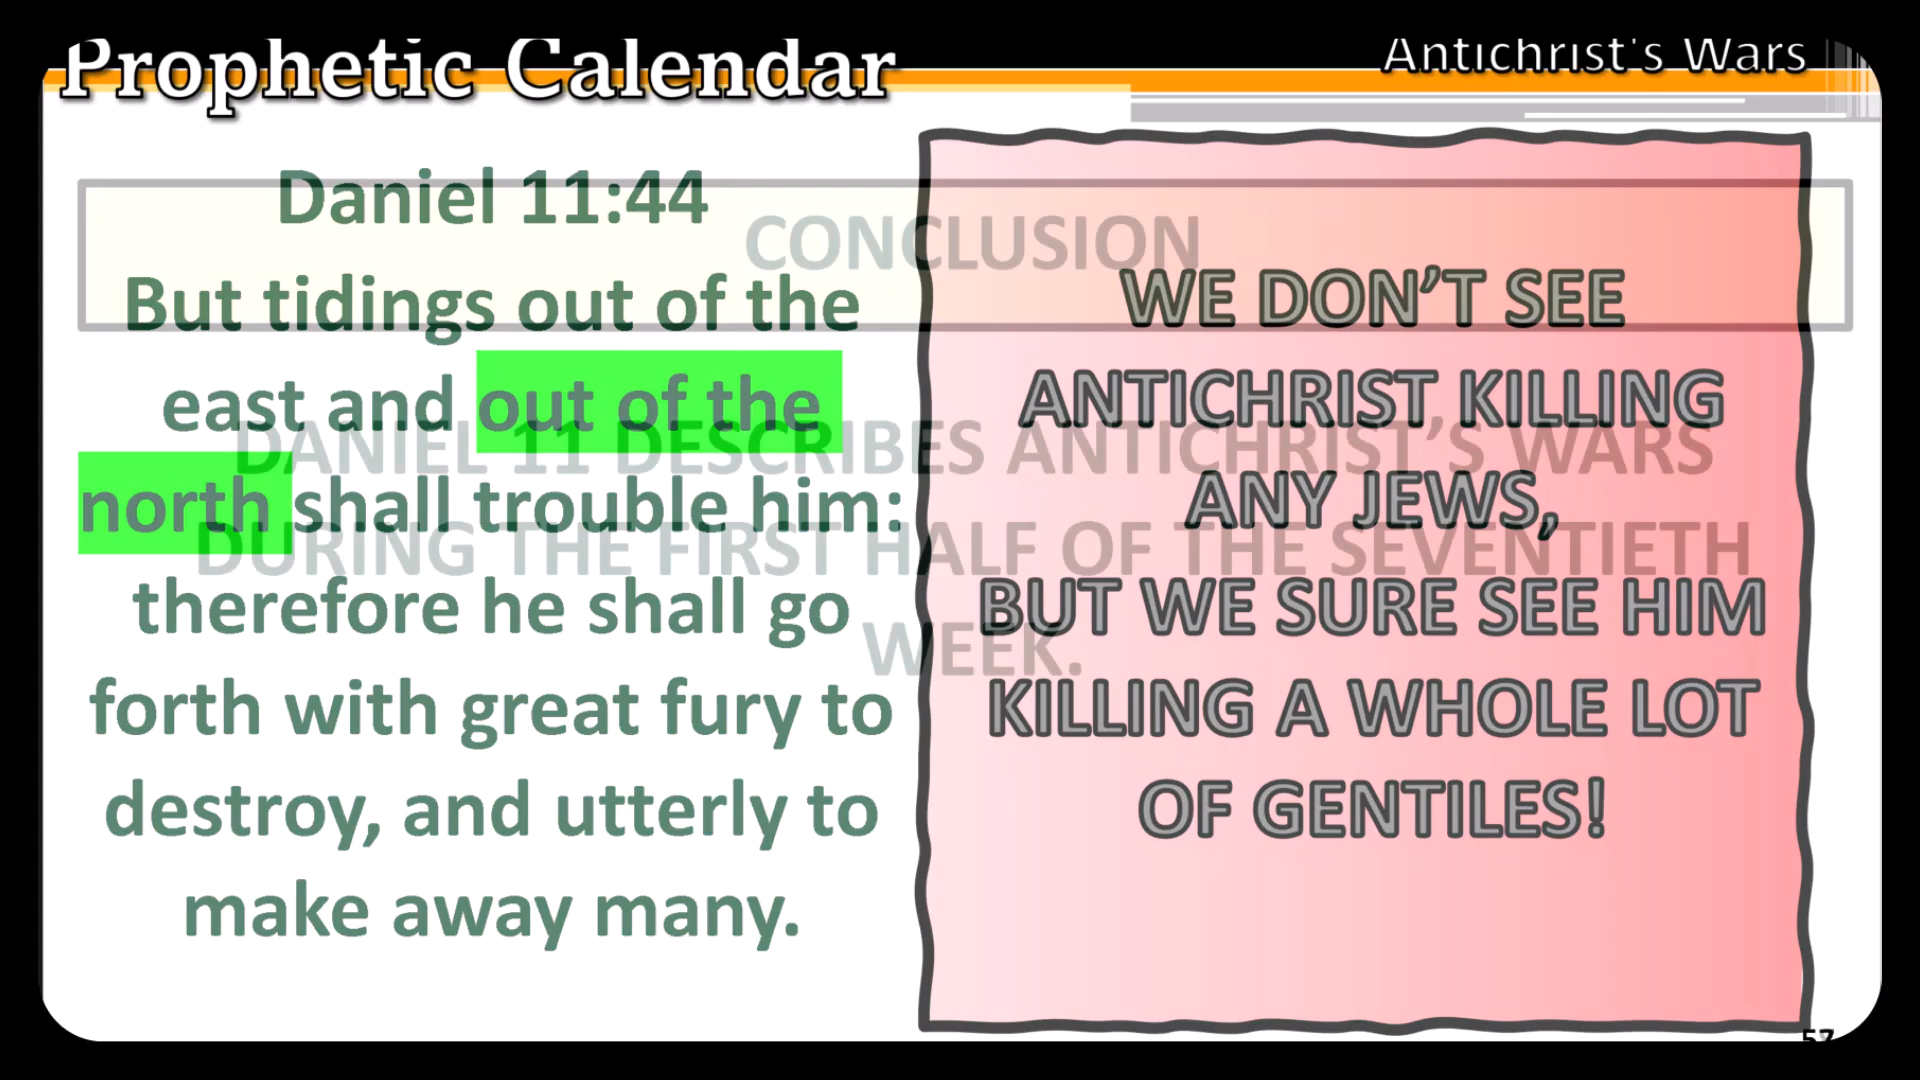 Prophetic Calendar
Antichrist's Wars
Daniel 11:44
But tidings out of the
east and out of the
north shall trouble him:
therefore he shall go
forth with great fury to
destroy, and utterly to
make away many.
WE DON’T SEE
ANTICHRIST KILLING
ANY JEWS,
BUT WE SURE SEE HIM
KILLING A WHOLE LOT
OF GENTILES!
CONCLUSION
DANIEL 11 DESCRIBES ANTICHRIST’S WARS
DURING THE FIRST HALF OF THE SEVENTIETH
WEEK.
57